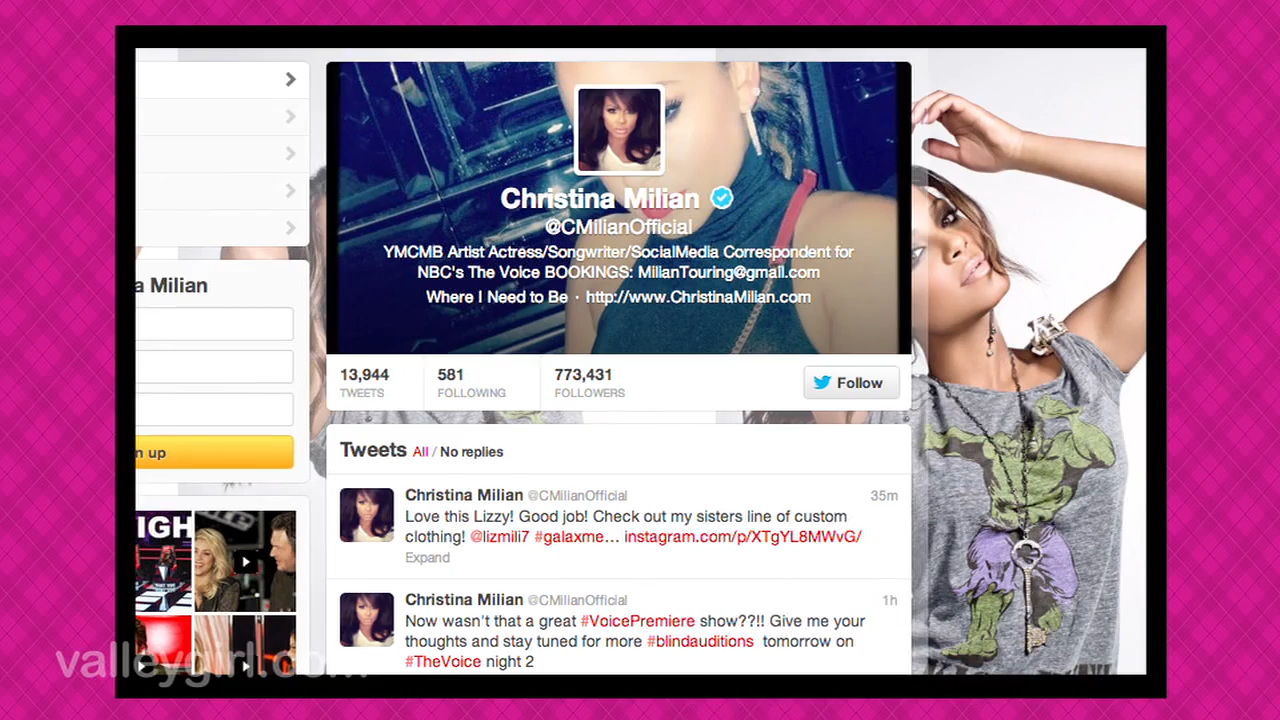 Christina Milian
@CMilianOfficial
YMCMB Artist Actress/Songwriter/SocialMedia Correspondent for
NBC's The Voice BOOKINGS: MilianTouring@gmail.com
Where I Need to Be · http://www.ChristinaMilian.com
a Milian
n up
IGH
13,944
TWEETS
581
FOLLOWING
773,431
FOLLOWERS
Follow
Tweets All / No replies
Christina Milian @CMilianOfficial 35m
Love this Lizzy! Good job! Check out my sisters line of custom
clothing! @lizmili7 #galaxme... instagram.com/p/XTgYL8MWvG/
Expand
Christina Milian @CMilianOfficial 1h
Now wasn't that a great #VoicePremiere show??!! Give me your
thoughts and stay tuned for more #blindauditions tomorrow on
#TheVoice night 2
valleygirl.com